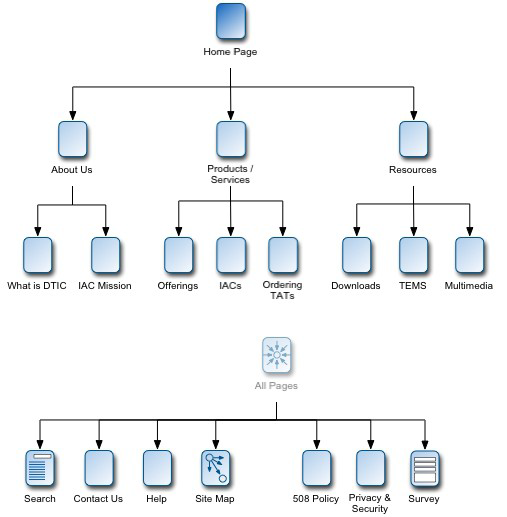 Home Page
About Us
Products /
Services
Resources
What is DTIC
IAC Mission
Offerings
IACs
Ordering
TATs
Downloads
TEMS
Multimedia
All Pages
Search
Contact Us
Help
Site Map
508 Policy
Privacy &
Security
Survey